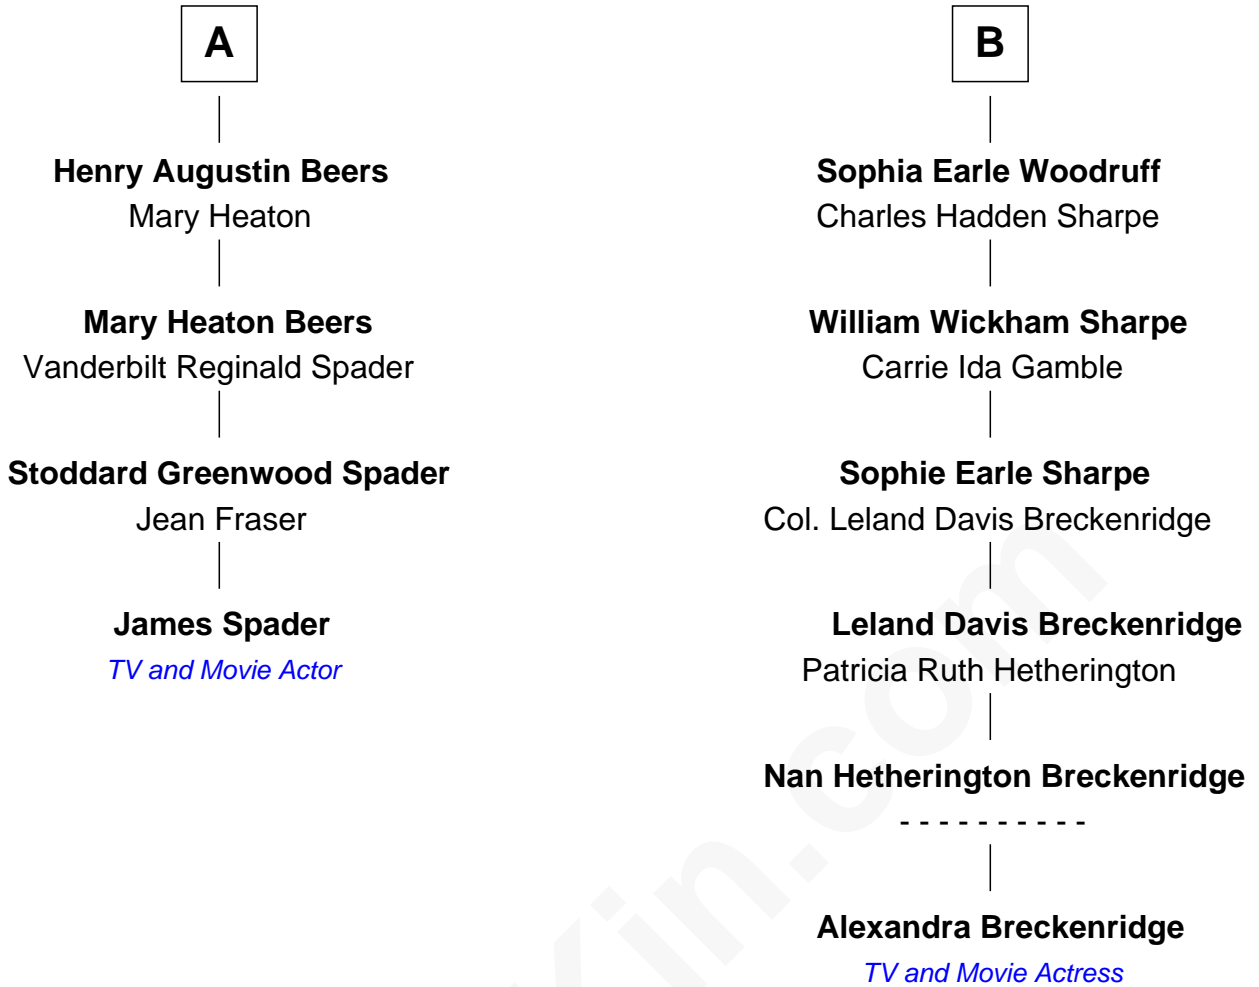 A
Henry Augustin Beers
Mary Heaton
Mary Heaton Beers
Vanderbilt Reginald Spader
Stoddard Greenwood Spader
Jean Fraser
James Spader
TV and Movie Actor
B
Sophia Earle Woodruff
Charles Hadden Sharpe
William Wickham Sharpe
Carrie Ida Gamble
Sophie Earle Sharpe
Col. Leland Davis Breckenridge
Leland Davis Breckenridge
Patricia Ruth Hetherington
Nan Hetherington Breckenridge
- - - - - - - - - -
Alexandra Breckenridge
TV and Movie Actress
Kin.com